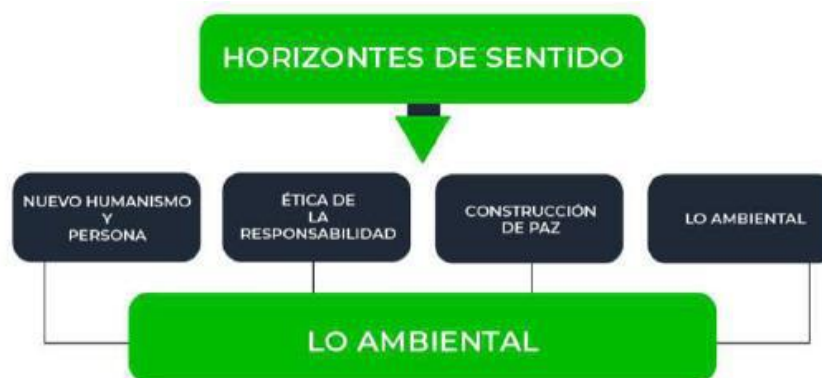 HORIZONTES DE SENTIDO
NUEVO HUMANISMO
Y
PERSONA
ÉTICA DE
LA
RESPONSABILIDAD
CONSTRUCCIÓN
DE PAZ
LO AMBIENTAL
LO AMBIENTAL